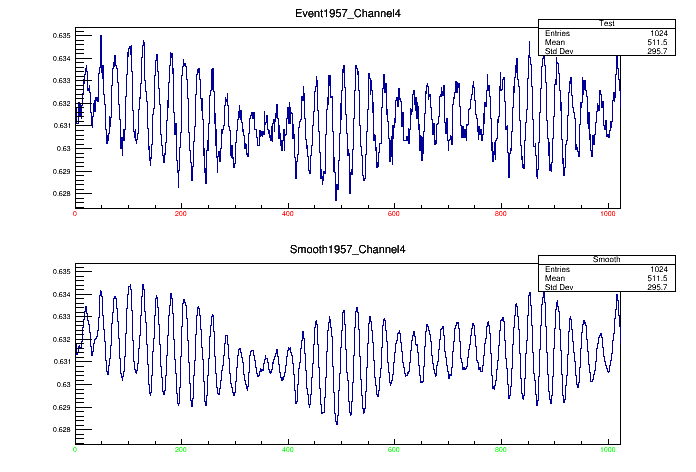 Event1957_Channel4
Test
Entries 1024
Mean 511.5
Std Dev 295.7
0.635
0.634
0.633
0.632
0.631
0.63
0.629
0.628
0 200 400 600 800 1000
Smooth1957_Channel4
Smooth
Entries 1024
Mean 511.5
Std Dev 295.7
0.635
0.634
0.633
0.632
0.631
0.63
0.629
0.628
0 200 400 600 800 1000